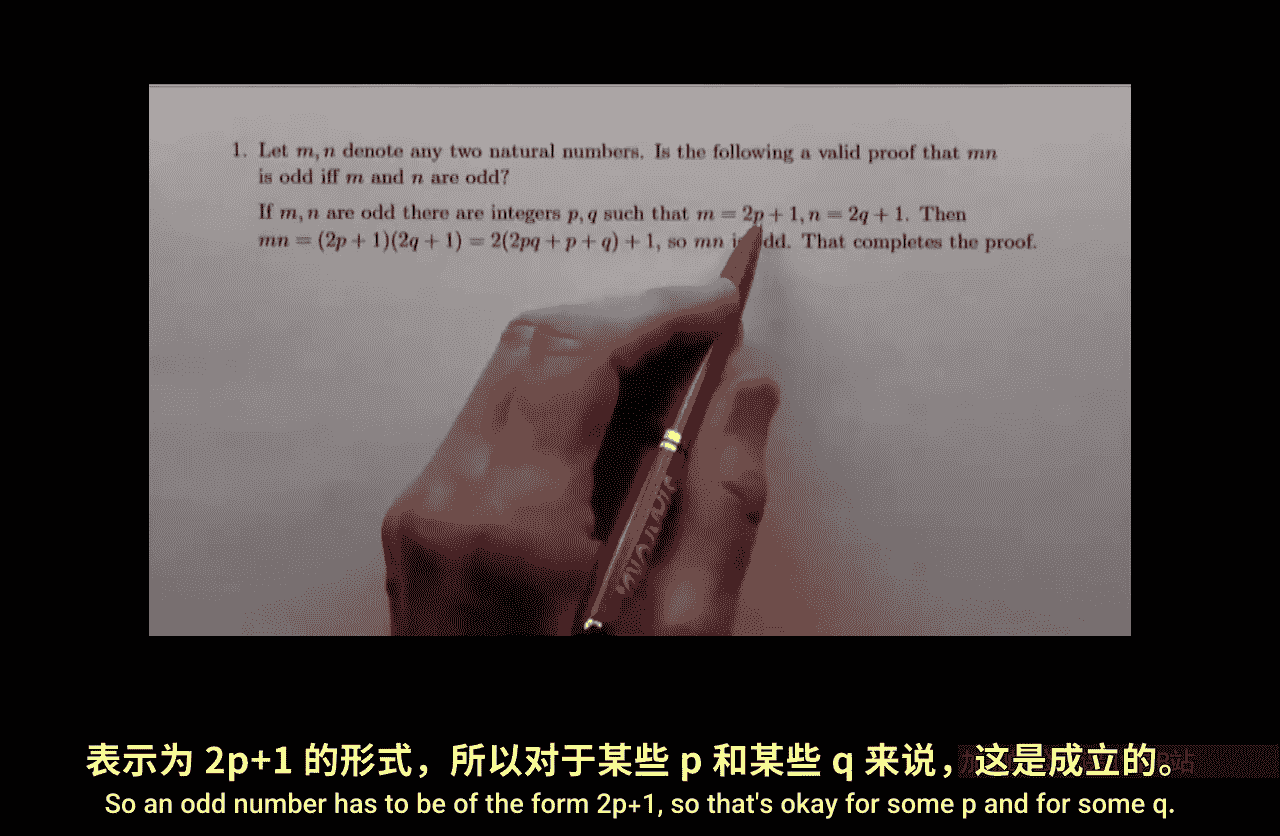 1. Let m, n denote any two natural numbers. Is the following a valid proof that mn
is odd iff m and n are odd?
If m, n are odd there are integers p, q such that m = 2p + 1, n = 2q + 1. Then
mn = (2p + 1)(2q + 1) = 2(2pq + p + q) + 1, so mn odd. That completes the proof.
表示为 2p+1 的形式，所以对于某些 p 和某些 q 来说，这是成立的。
So an odd number has to be of the form 2p+1, so that's okay for some p and for some q.